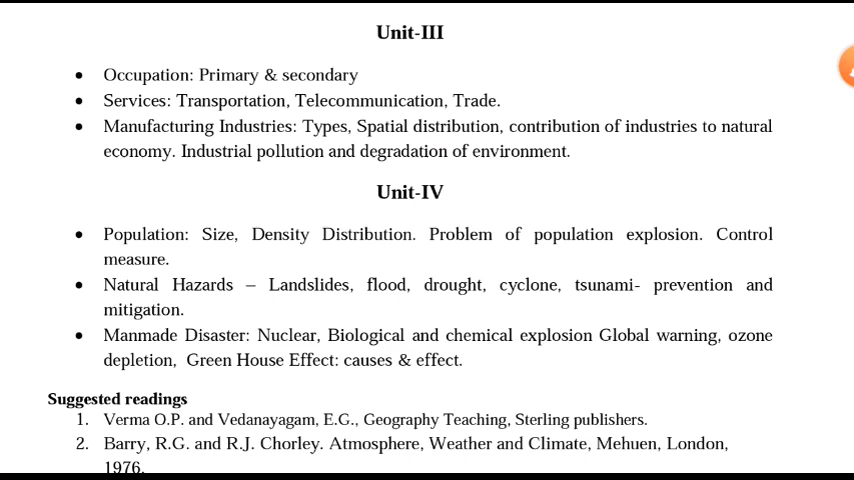 Unit-III
• Occupation: Primary & secondary
• Services: Transportation, Telecommunication, Trade.
• Manufacturing Industries: Types, Spatial distribution, contribution of industries to natural
economy. Industrial pollution and degradation of environment.
Unit-IV
• Population: Size, Density Distribution. Problem of population explosion. Control
measure.
• Natural Hazards – Landslides, flood, drought, cyclone, tsunami- prevention and
mitigation.
• Manmade Disaster: Nuclear, Biological and chemical explosion Global warning, ozone
depletion, Green House Effect: causes & effect.
Suggested readings
1. Verma O.P. and Vedanayagam, E.G., Geography Teaching, Sterling publishers.
2. Barry, R.G. and R.J. Chorley. Atmosphere, Weather and Climate, Mehuen, London,
1976.